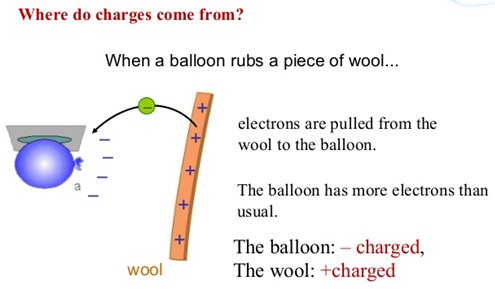 Where do charges come from?
When a balloon rubs a piece of wool...
electrons are pulled from the
wool to the balloon.
a
The balloon has more electrons than
usual.
The balloon: – charged,
The wool: +charged
wool